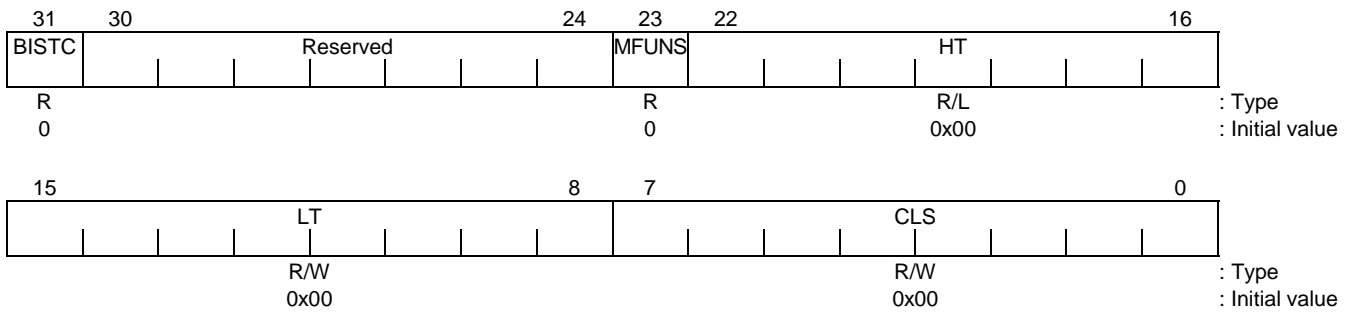 31 30 24 23 22 16
BISTC Reserved MFUNS HT
R R R/L : Type
0 0 0x00 : Initial value
15 8 7 0
LT CLS
R/W R/W : Type
0x00 0x00 : Initial value